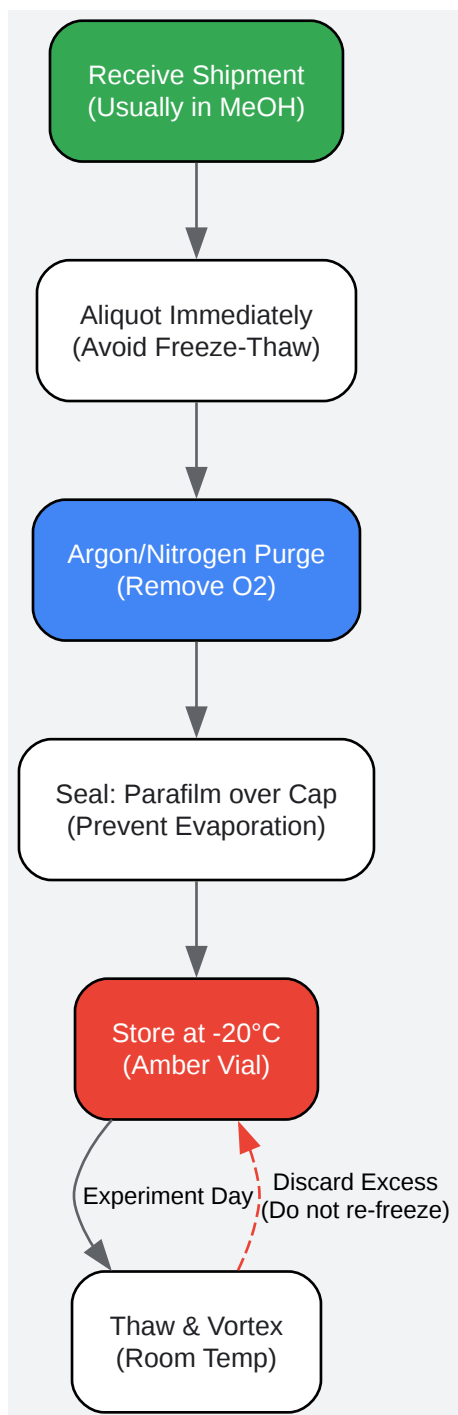 Receive Shipment
(Usually in MeOH)
Aliquot Immediately
(Avoid Freeze-Thaw)
Argon/Nitrogen Purge
(Remove O2)
Seal: Parafilm over Cap
(Prevent Evaporation)
Store at -20°C
(Amber Vial)
Experiment Day
Discard Excess
(Do not re-freeze)
Thaw & Vortex
(Room Temp)